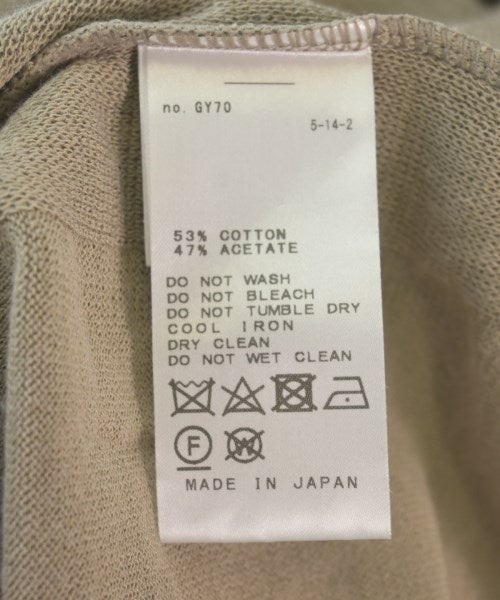 no. GY70
5-14-2
53% COTTON
47% ACETATE
DO NOT WASH
DO NOT BLEACH
DO NOT TUMBLE DRY
COOL IRON
DRY CLEAN
DO NOT WET CLEAN
F W
MADE IN JAPAN